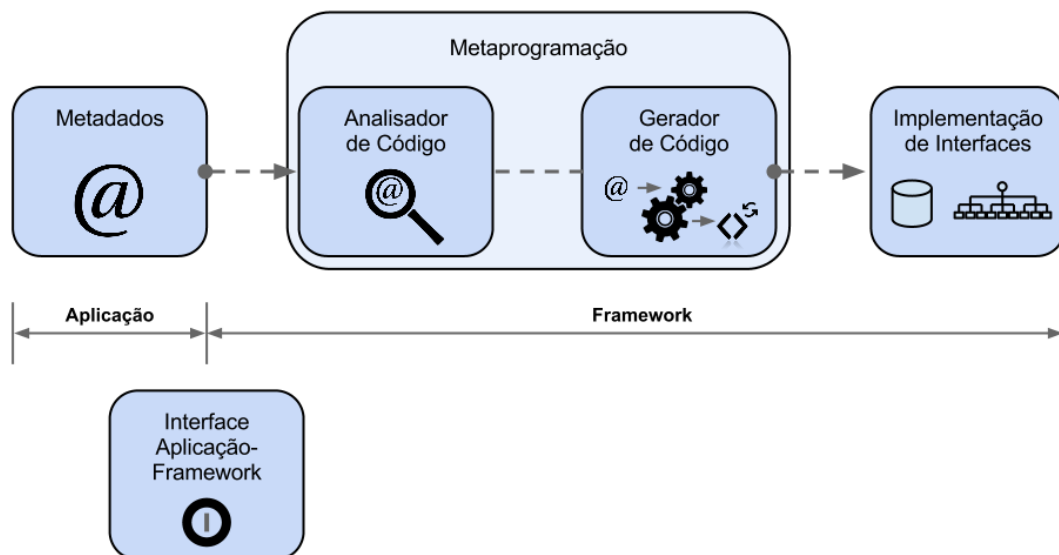 Metaprogramação
Metadados
@
Analisador
de Código
@
Gerador
de Código
@
<>
Implementação
de Interfaces
Aplicação
Framework
Interface
Aplicação-
Framework
I